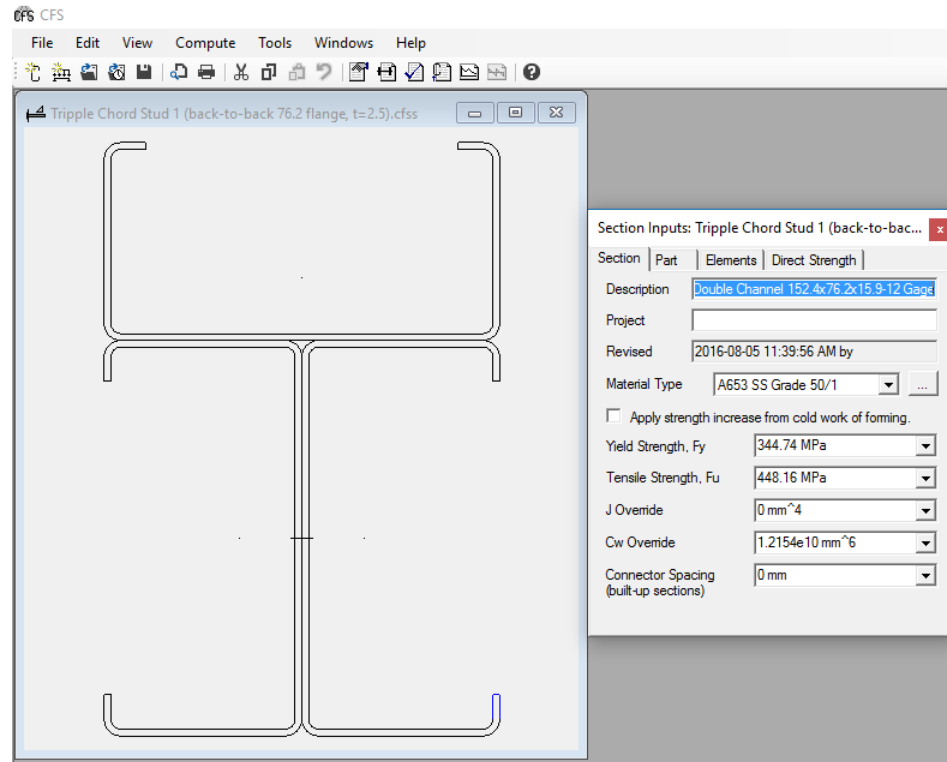 CFS CFS
File Edit View Compute Tools Windows Help
Tripple Chord Stud 1 (back-to-back 76.2 flange, t=2.5).cfss
Section Inputs: Tripple Chord Stud 1 (back-to-bac... x
Section Part Elements Direct Strength
Description Double Channel 152.4x76.2x15.9-12 Gage
Project
Revised 2016-08-05 11:39:56 AM by
Material Type A653 SS Grade 50/1 ...
Apply strength increase from cold work of forming.
Yield Strength, Fy 344.74 MPa
Tensile Strength, Fu 448.16 MPa
J Override 0 mm^4
Cw Override 1.2154e10 mm^6
Connector Spacing 0 mm
(built-up sections)